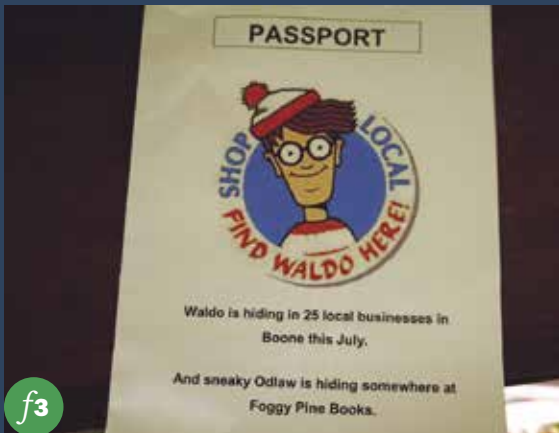 PASSPORT
SHOP LOCAL
FIND WALDO HERE!
Waldo is hiding in 25 local businesses in
Boone this July.
And sneaky Odlaw is hiding somewhere at
Foggy Pine Books.
f3